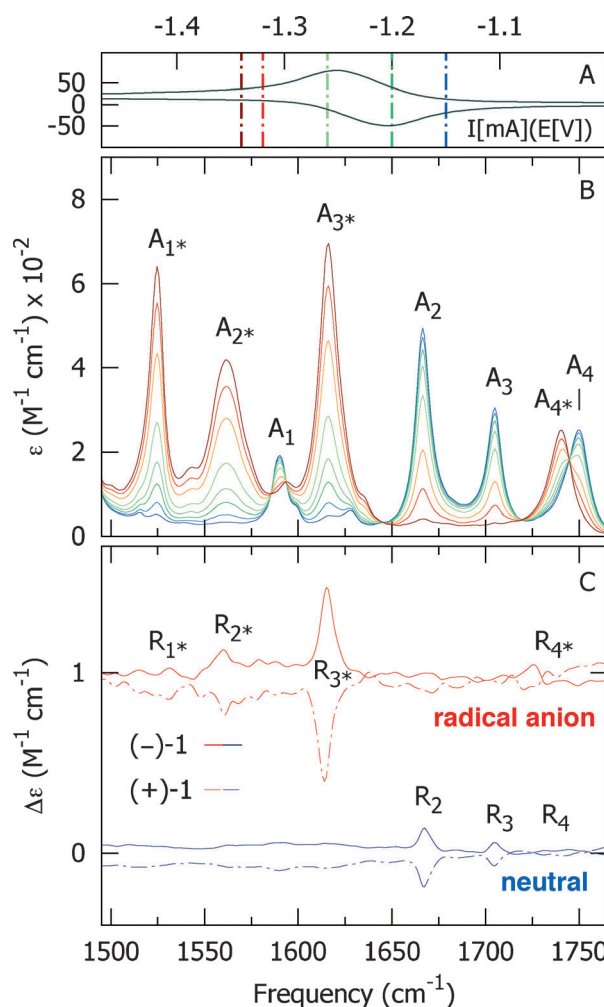 -1.4 -1.3 -1.2 -1.1
A
50
0
-50
I[mA](E[V])
B
8
6
4
2
0
ε (M⁻¹ cm⁻¹) x 10⁻²
A₁*
A₂*
A₁
A₃*
A₂
A₃
A₄*
A₄
C
1
0
Δε (M⁻¹ cm⁻¹)
R₁*
R₂*
R₃*
R₄*
radical anion
(−)-1
(+)-1
R₂
R₃
R₄
neutral
1500 1550 1600 1650 1700 1750
Frequency (cm⁻¹)